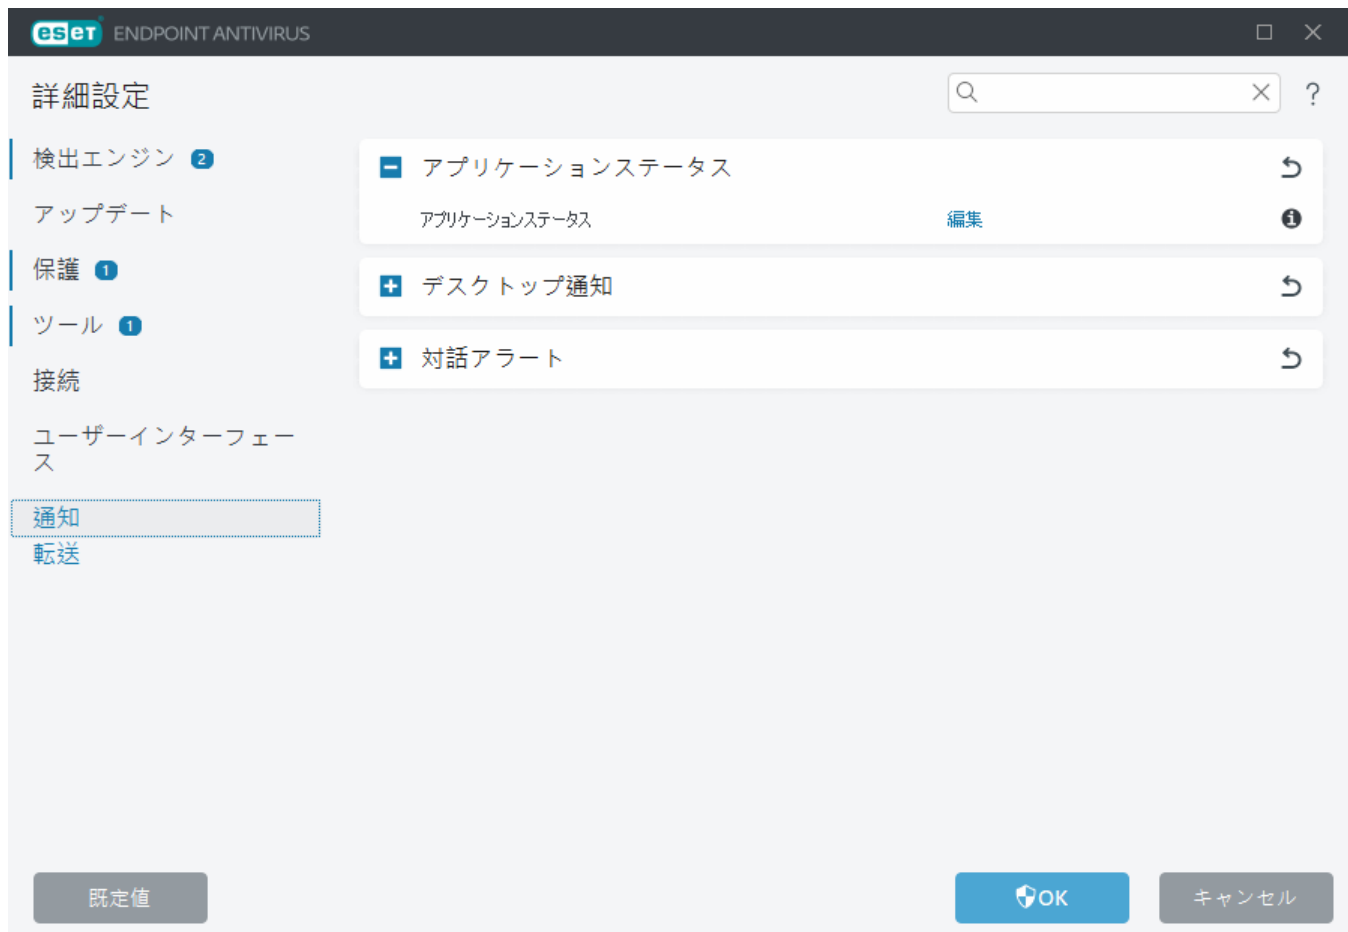 eset ENDPOINT ANTIVIRUS
詳細設定
?
検出エンジン 2
アップデート
保護 1
ツール 1
接続
ユーザーインターフェー
ス
通知
転送
アプリケーションステータス
アプリケーションステータス 編集
デスクトップ通知
対話アラート
既定値
OK
キャンセル